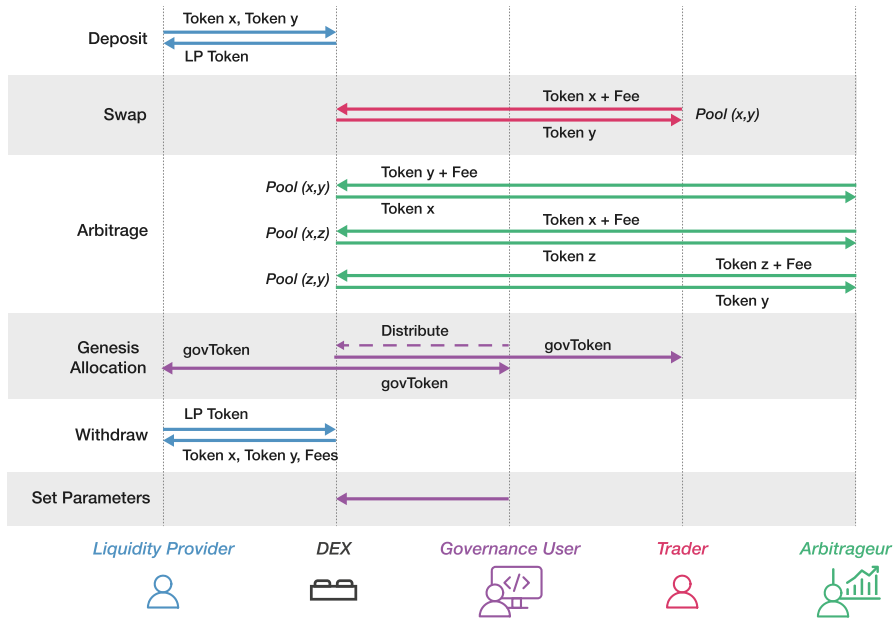 Token x, Token y
Deposit
LP Token
Token x + Fee
Swap
Pool (x,y)
Token y
Token y + Fee
Pool (x,y)
Token x
Token x + Fee
Arbitrage
Pool (x,z)
Token z
Token z + Fee
Pool (z,y)
Token y
Distribute
Genesis
Allocation
govToken
govToken
govToken
LP Token
Withdraw
Token x, Token y, Fees
Set Parameters
Liquidity Provider
DEX
Governance User
Trader
Arbitrageur
</>